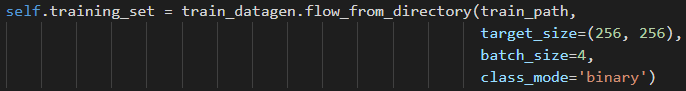 self.training_set = train_datagen.flow_from_directory(train_path,
target_size=(256, 256),
batch_size=4,
class_mode='binary')